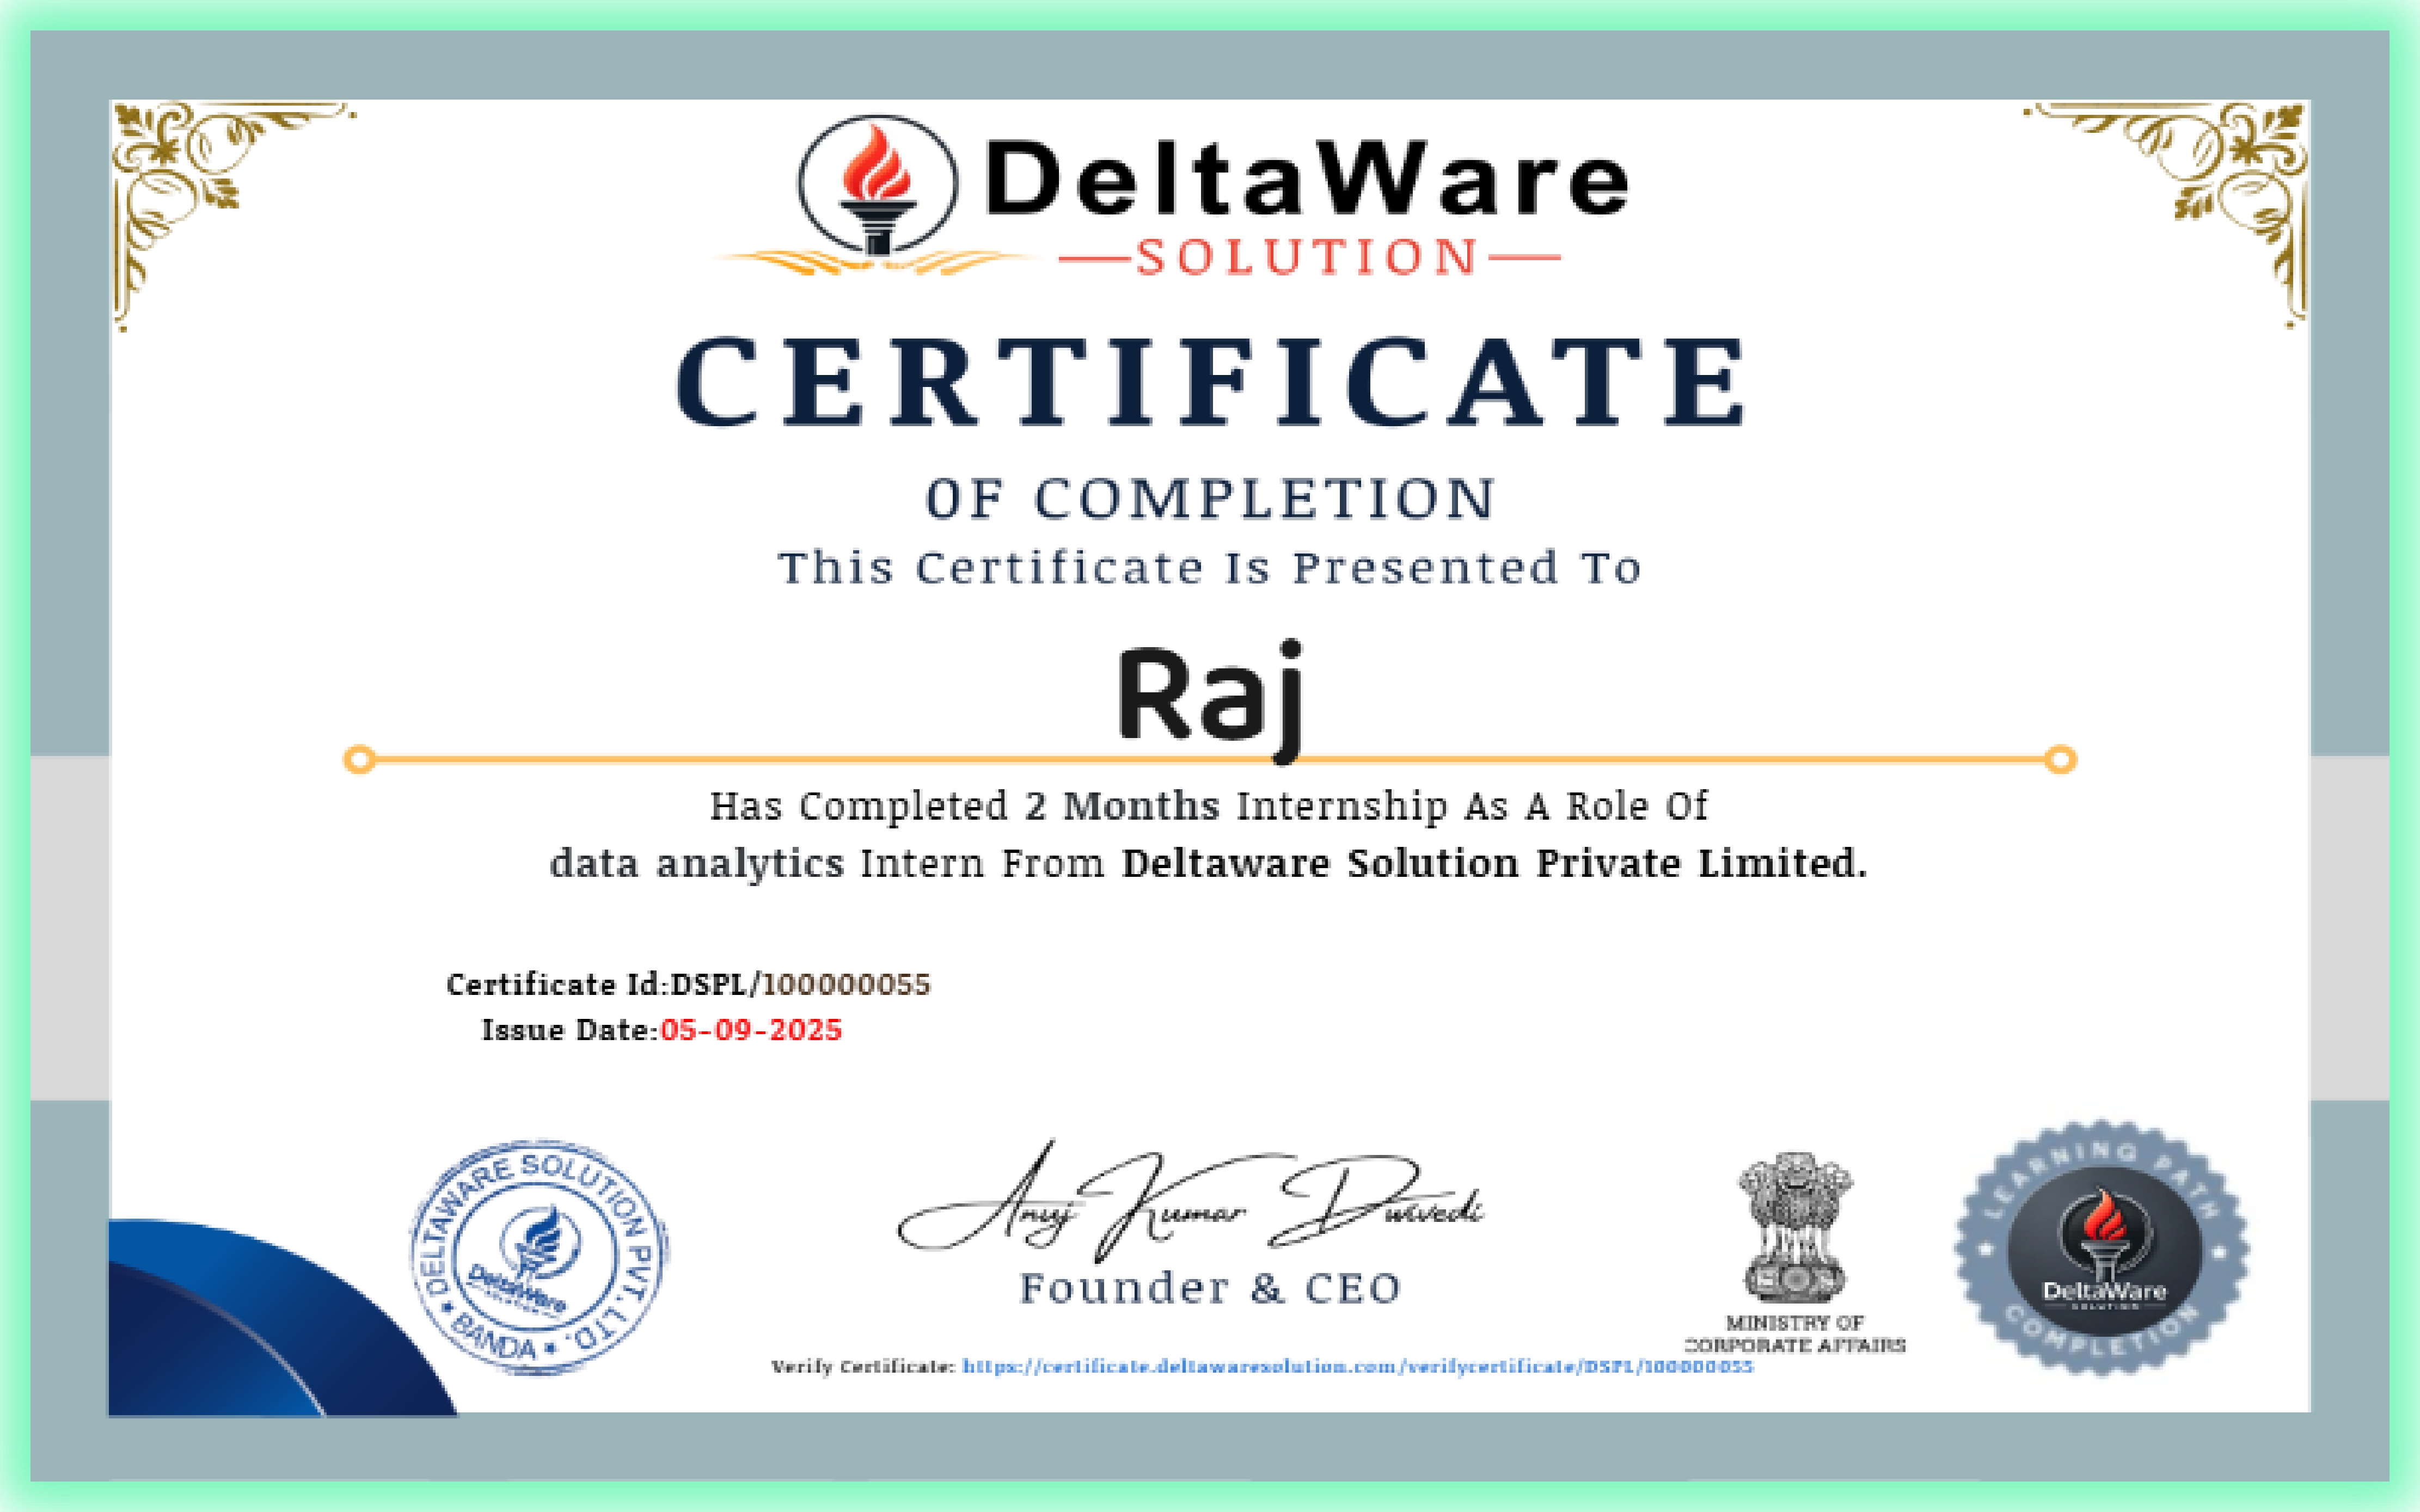 DeltaWare
SOLUTION
CERTIFICATE
0F COMPLETION
This Certificate Is Presented To
Raj
Has Completed 2 Months Internship As A Role Of
data analytics Intern From Deltaware Solution Private Limited.
Certificate Id:DSPL/100000055
Issue Date:05-09-2025
DELTAWARE SOLUTION PVT. LTD.
BANDA
DeltaWare
SOLUTION
Anuj Kumar Dwivedi
Founder & CEO
MINISTRY OF
CORPORATE AFFAIRS
LEARNING PATH
DeltaWare
SOLUTION
COMPLETION
Verify Certificate: https://certificate.deltawaresolution.com/verifycertificate/DSPL/100000055